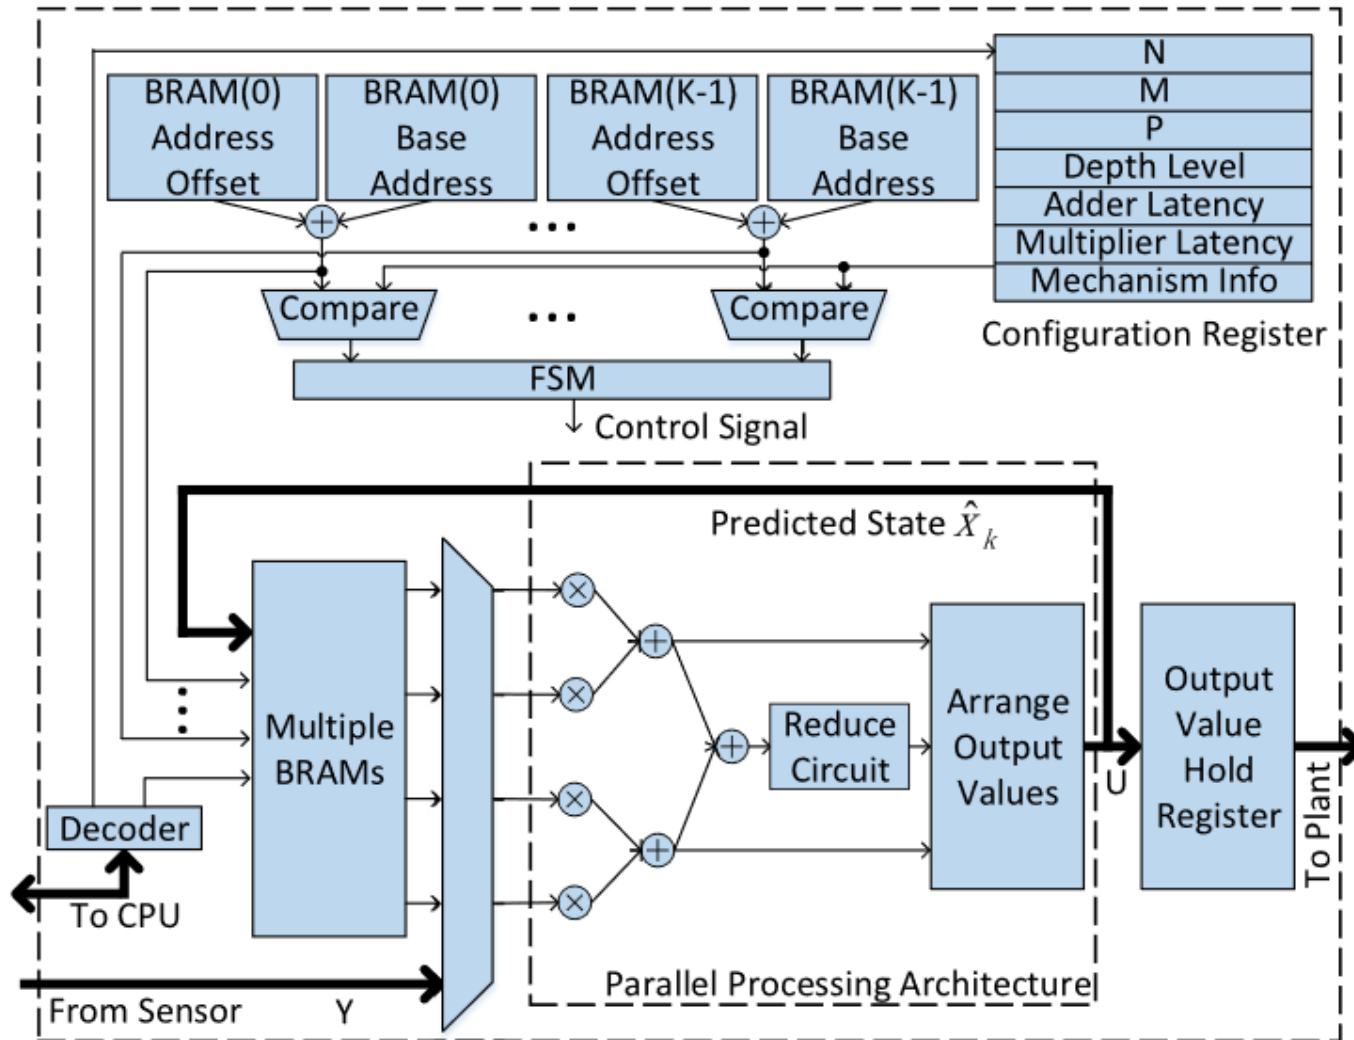 BRAM(0)
Address
Offset
BRAM(0)
Base
Address
BRAM(K-1)
Address
Offset
BRAM(K-1)
Base
Address
N
M
P
Depth Level
Adder Latency
Multiplier Latency
Mechanism Info
Configuration Register
+
...
+
Compare
...
Compare
FSM
Control Signal
Predicted State X̂ₖ
Multiple
BRAMs
Decoder
To CPU
From Sensor
Y
×
×
×
×
+
+
+
Reduce
Circuit
Arrange
Output
Values
U
Output
Value
Hold
Register
To Plant
Parallel Processing Architecture